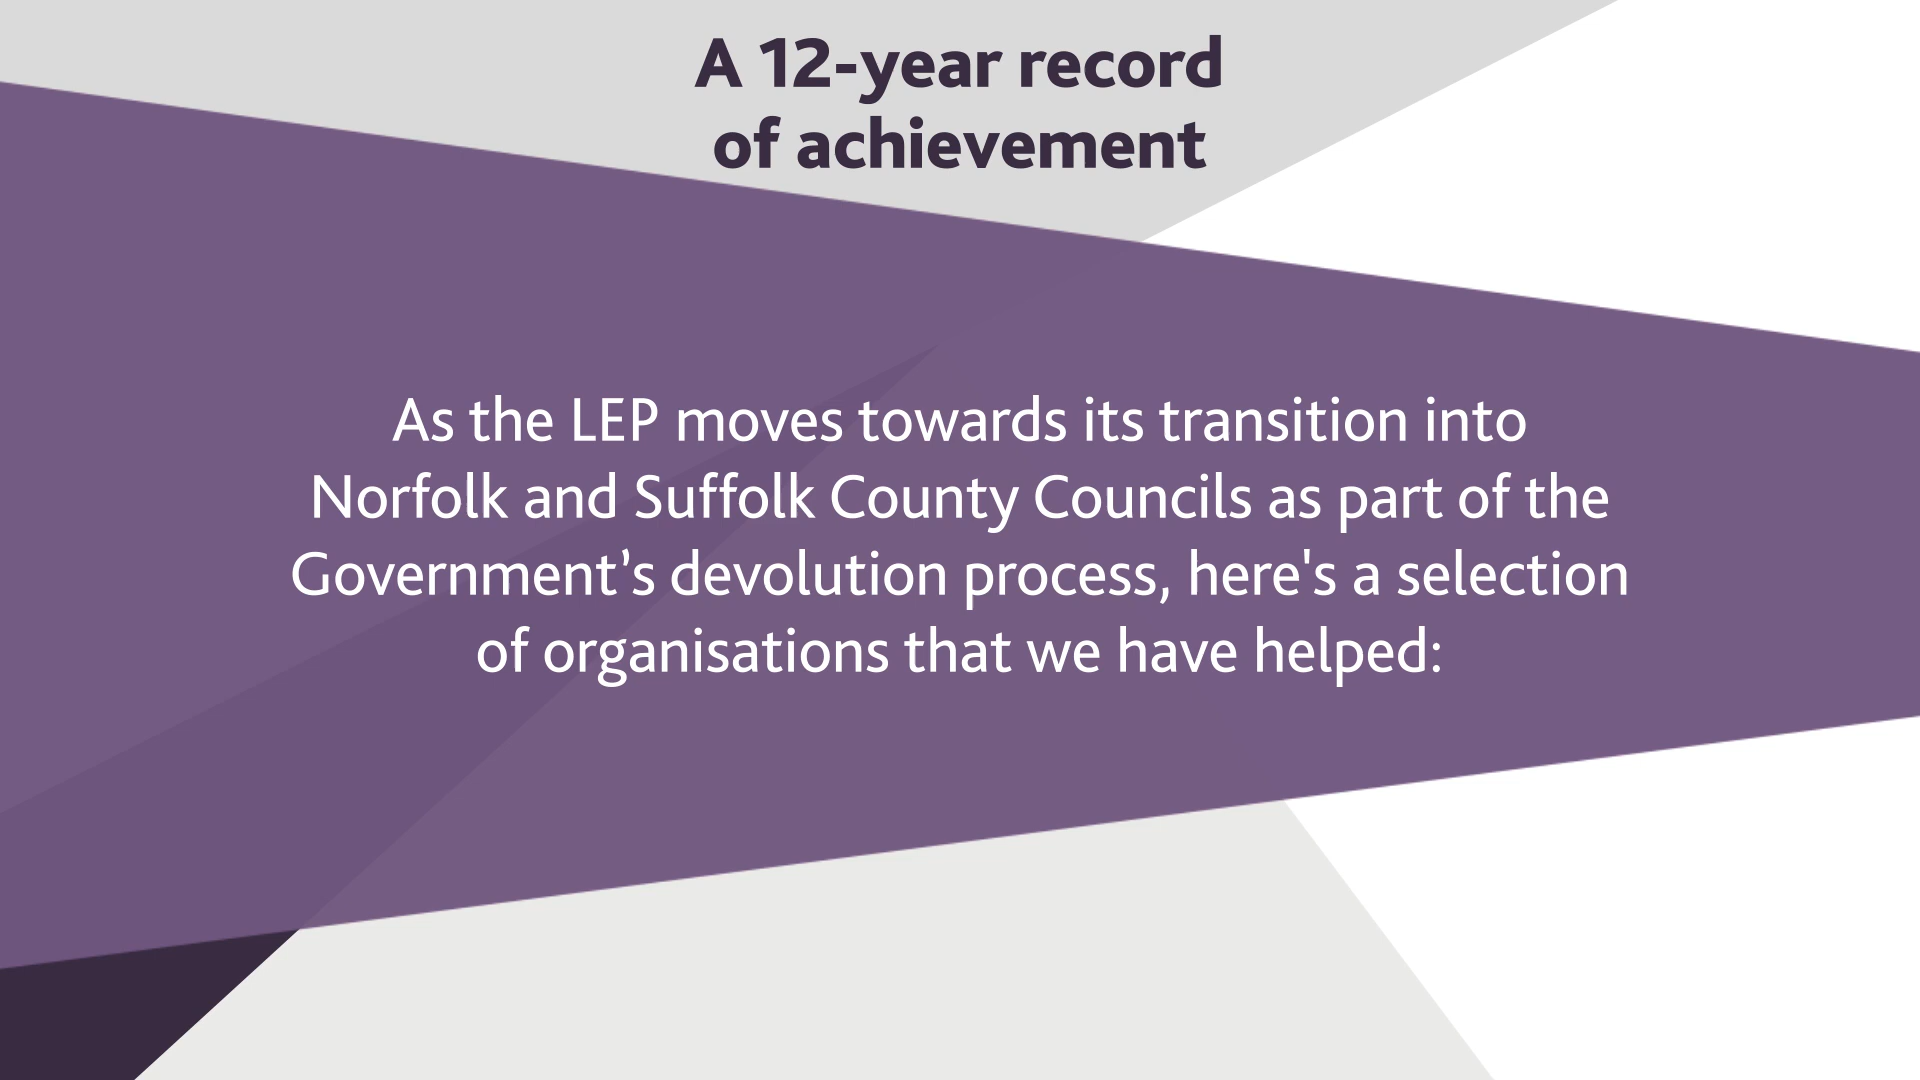 A 12-year record
of achievement
As the LEP moves towards its transition into
Norfolk and Suffolk County Councils as part of the
Government’s devolution process, here's a selection
of organisations that we have helped: